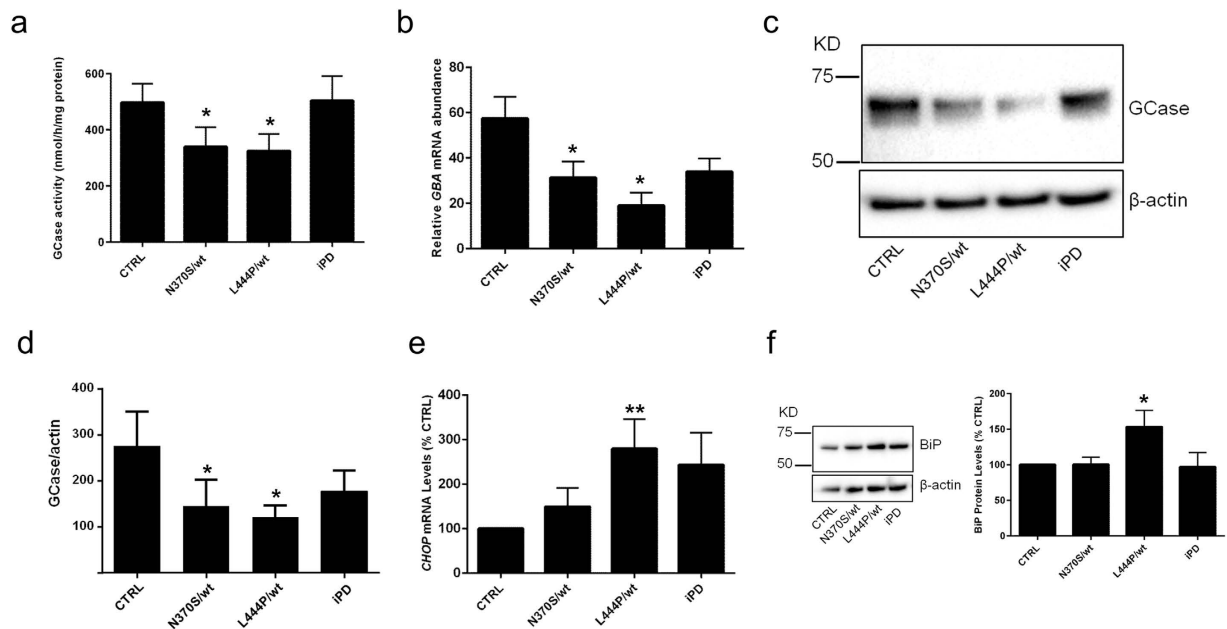 a
GCase activity (nmol/h/mg protein)
600
400
200
0
*
*
CTRL
N370S/wt
L444P/wt
iPD
b
Relative GBA mRNA abundance
80
60
40
20
0
*
*
CTRL
N370S/wt
L444P/wt
iPD
c
KD
75
50
GCase
β-actin
CTRL
N370S/wt
L444P/wt
iPD
d
GCase/actin
400
300
200
100
*
*
CTRL
N370S/wt
L444P/wt
iPD
e
CHOP mRNA Levels (% CTRL)
400
300
200
100
0
**
CTRL
N370S/wt
L444P/wt
iPD
f
KD
75
50
BiP
β-actin
CTRL
N370S/wt
L444P/wt
iPD
BiP Protein Levels (% CTRL)
200
150
100
50
0
*
CTRL
N370S/wt
L444P/wt
iPD